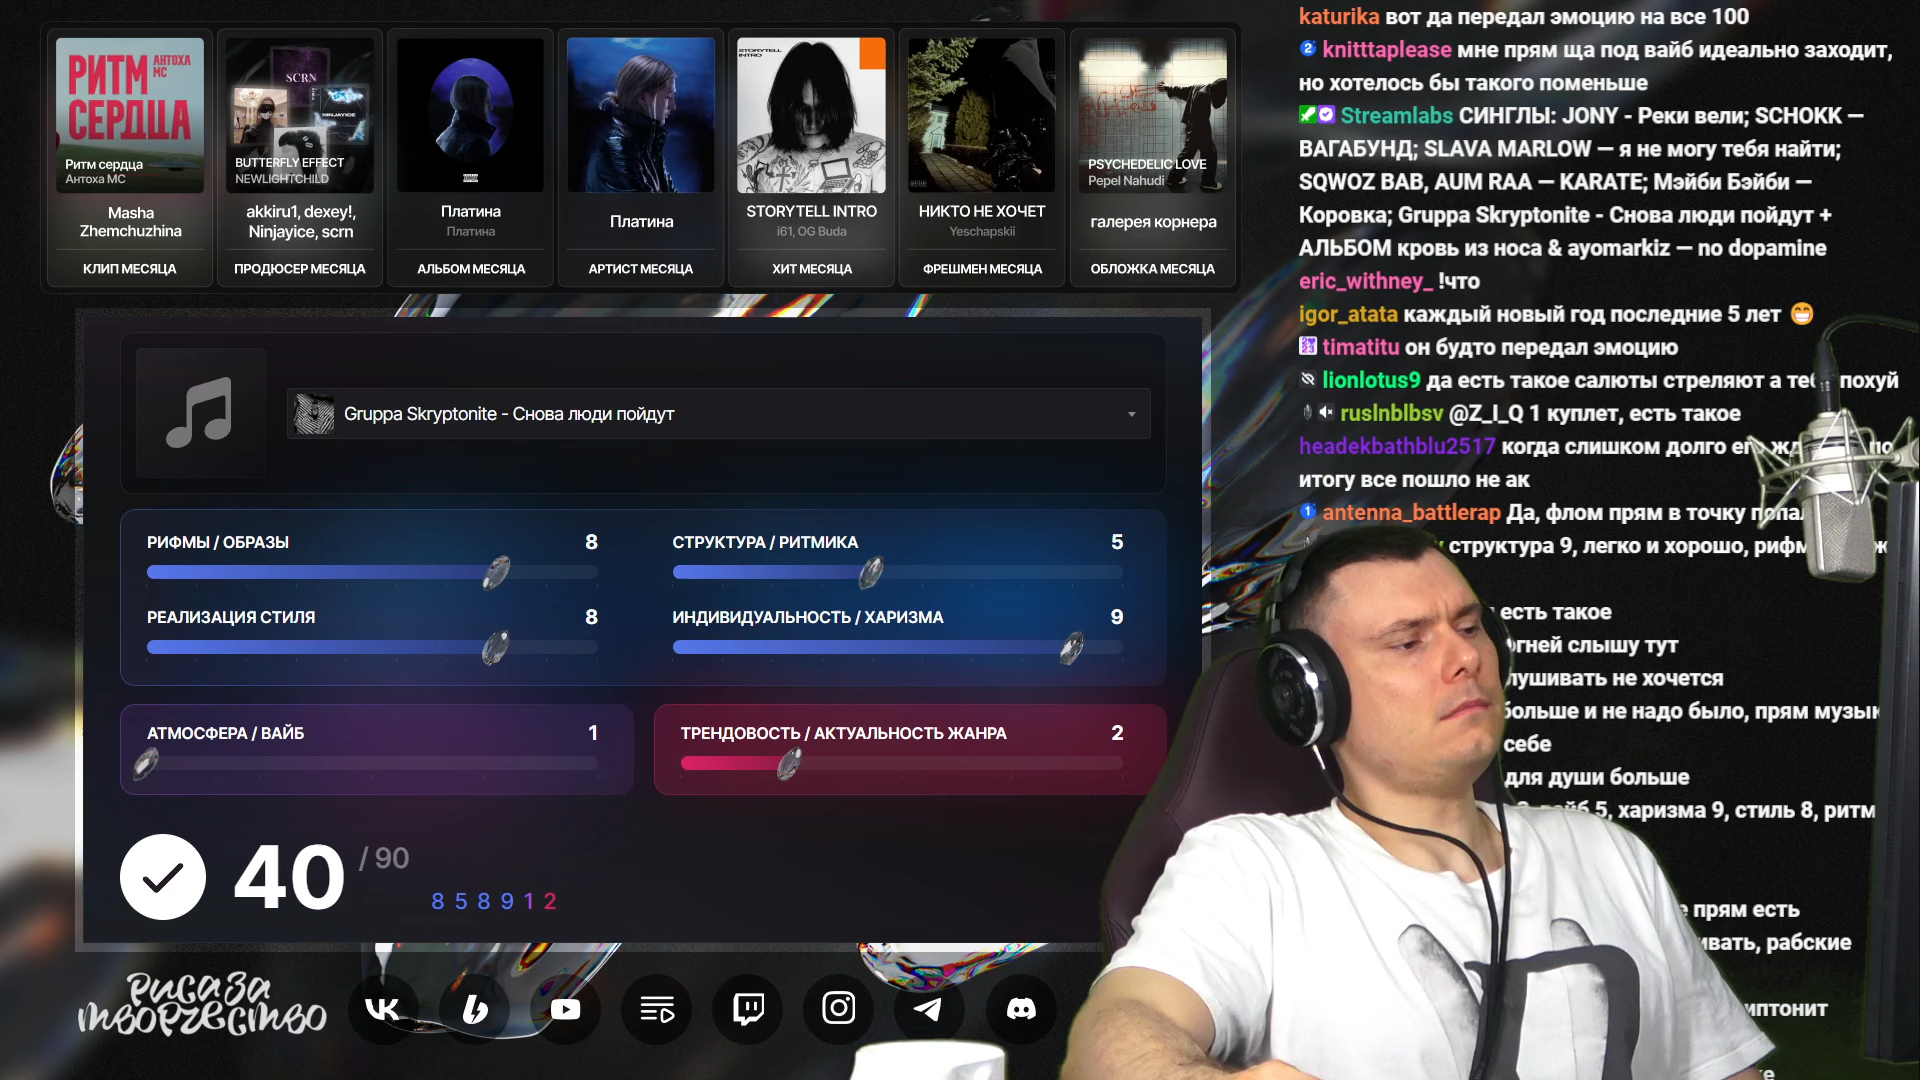 РИТМ
АНТОХА
МС
СЕРДЦА
Ритм сердца
Антоха МС
Masha
Zhemchuzhina
КЛИП МЕСЯЦА
SCRN
NINJAYICE
BUTTERFLY EFFECT
NEWLIGHTCHILD
akkiru1, dexey!,
Ninjayice, scrn
ПРОДЮСЕР МЕСЯЦА
Платина
Платина
АЛЬБОМ МЕСЯЦА
Платина
АРТИСТ МЕСЯЦА
STORYTELL
INTRO
STORYTELL INTRO
i61, OG Buda
ХИТ МЕСЯЦА
НИКТО НЕ ХОЧЕТ
Yeschapskii
ФРЕШМЕН МЕСЯЦА
PSYCHEDELIC LOVE
Pepel Nahudi
галерея корнера
ОБЛОЖКА МЕСЯЦА
Gruppa Skryptonite - Снова люди пойдут
РИФМЫ / ОБРАЗЫ 8
СТРУКТУРА / РИТМИКА 5
РЕАЛИЗАЦИЯ СТИЛЯ 8
ИНДИВИДУАЛЬНОСТЬ / ХАРИЗМА 9
АТМОСФЕРА / ВАЙБ 1
ТРЕНДОВОСТЬ / АКТУАЛЬНОСТЬ ЖАНРА 2
40 / 90
8 5 8 9 1 2
риса за
творчество
katurika вот да передал эмоцию на все 100
2 knitttaplease мне прям ща под вайб идеально заходит,
но хотелось бы такого поменьше
Streamlabs СИНГЛЫ: JONY - Реки вели; SCHOKK —
ВАГАБУНД; SLAVA MARLOW — я не могу тебя найти;
SQWOZ BAB, AUM RAA — KARATE; Мэйби Бэйби —
Коровка; Gruppa Skryptonite - Снова люди пойдут +
АЛЬБОМ кровь из носа & ayomarkiz — no dopamine
eric_withney_ !что
igor_atata каждый новый год последние 5 лет 😁
timatitu он будто передал эмоцию
lionlotus9 да есть такое салюты стреляют а похуй
ruslnblbsv @Z_I_Q 1 куплет, есть такое
headekbathblu2517 когда слишком долго
итогу все пошло не ак
1 antenna_battlerap Да, флом прям в точку
структура 9, легко и хорошо,
есть такое
слышу тут
не хочется
больше и не надо было, прям
себе
для души больше
5, харизма 9, стиль 8,
прям есть
рабские